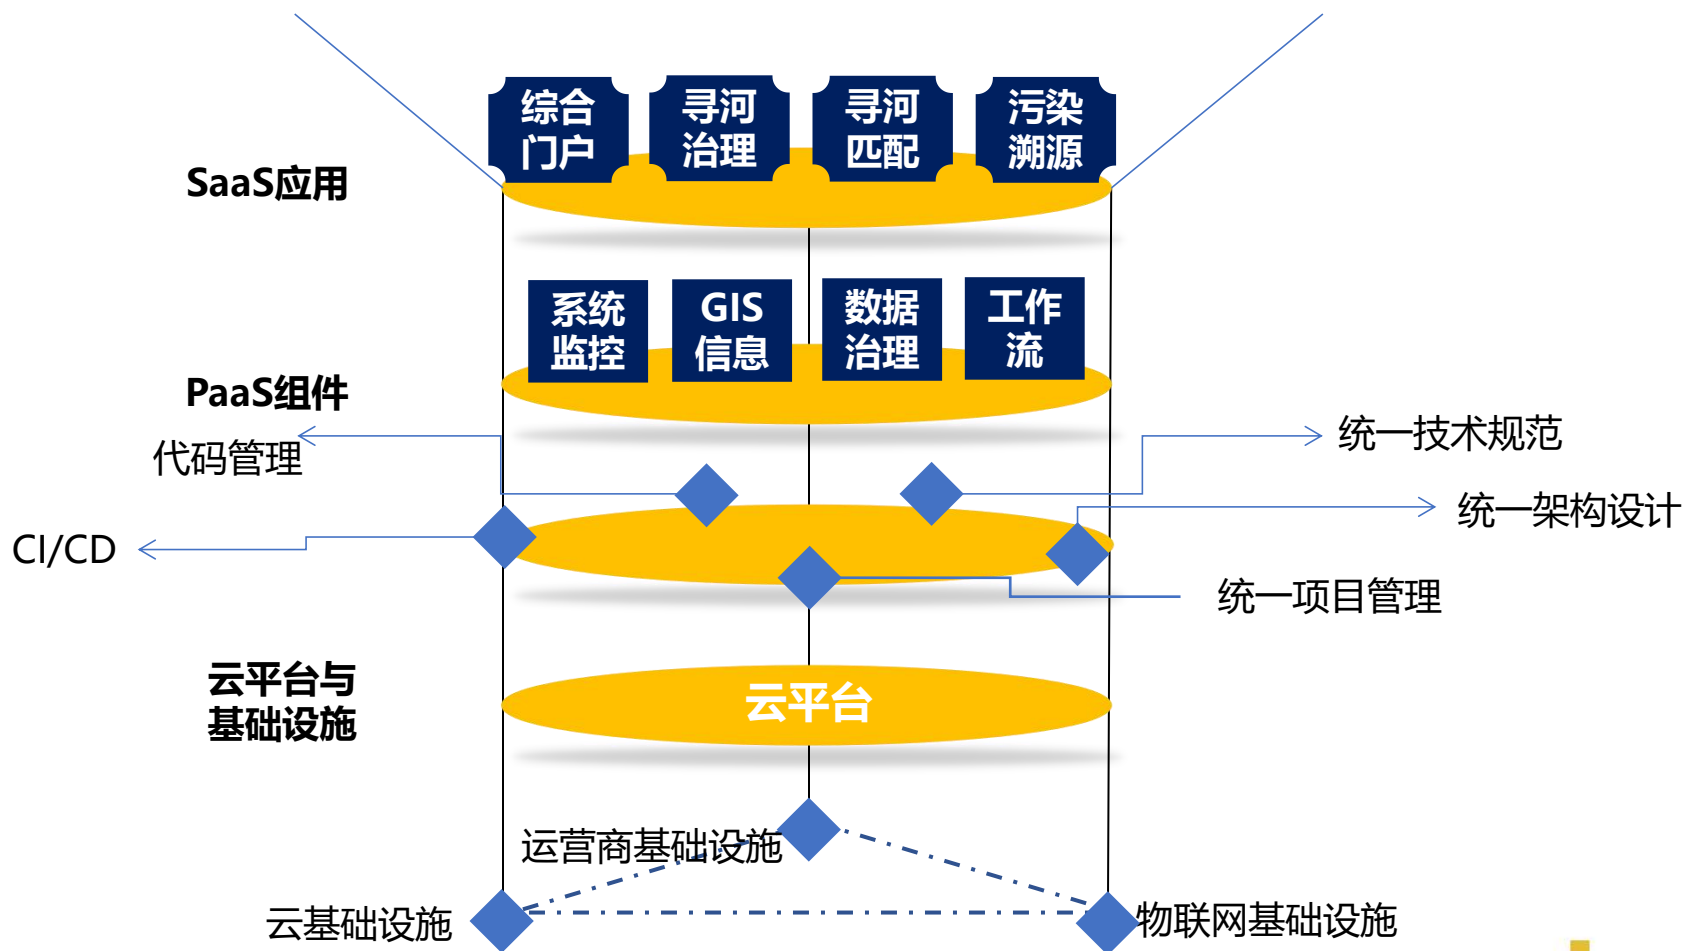 综合
门户
寻河
治理
寻河
匹配
污染
溯源
SaaS应用
系统
监控
GIS
信息
数据
治理
工作
流
PaaS组件
代码管理
统一技术规范
统一架构设计
CI/CD
统一项目管理
云平台与
基础设施
云平台
运营商基础设施
云基础设施
物联网基础设施